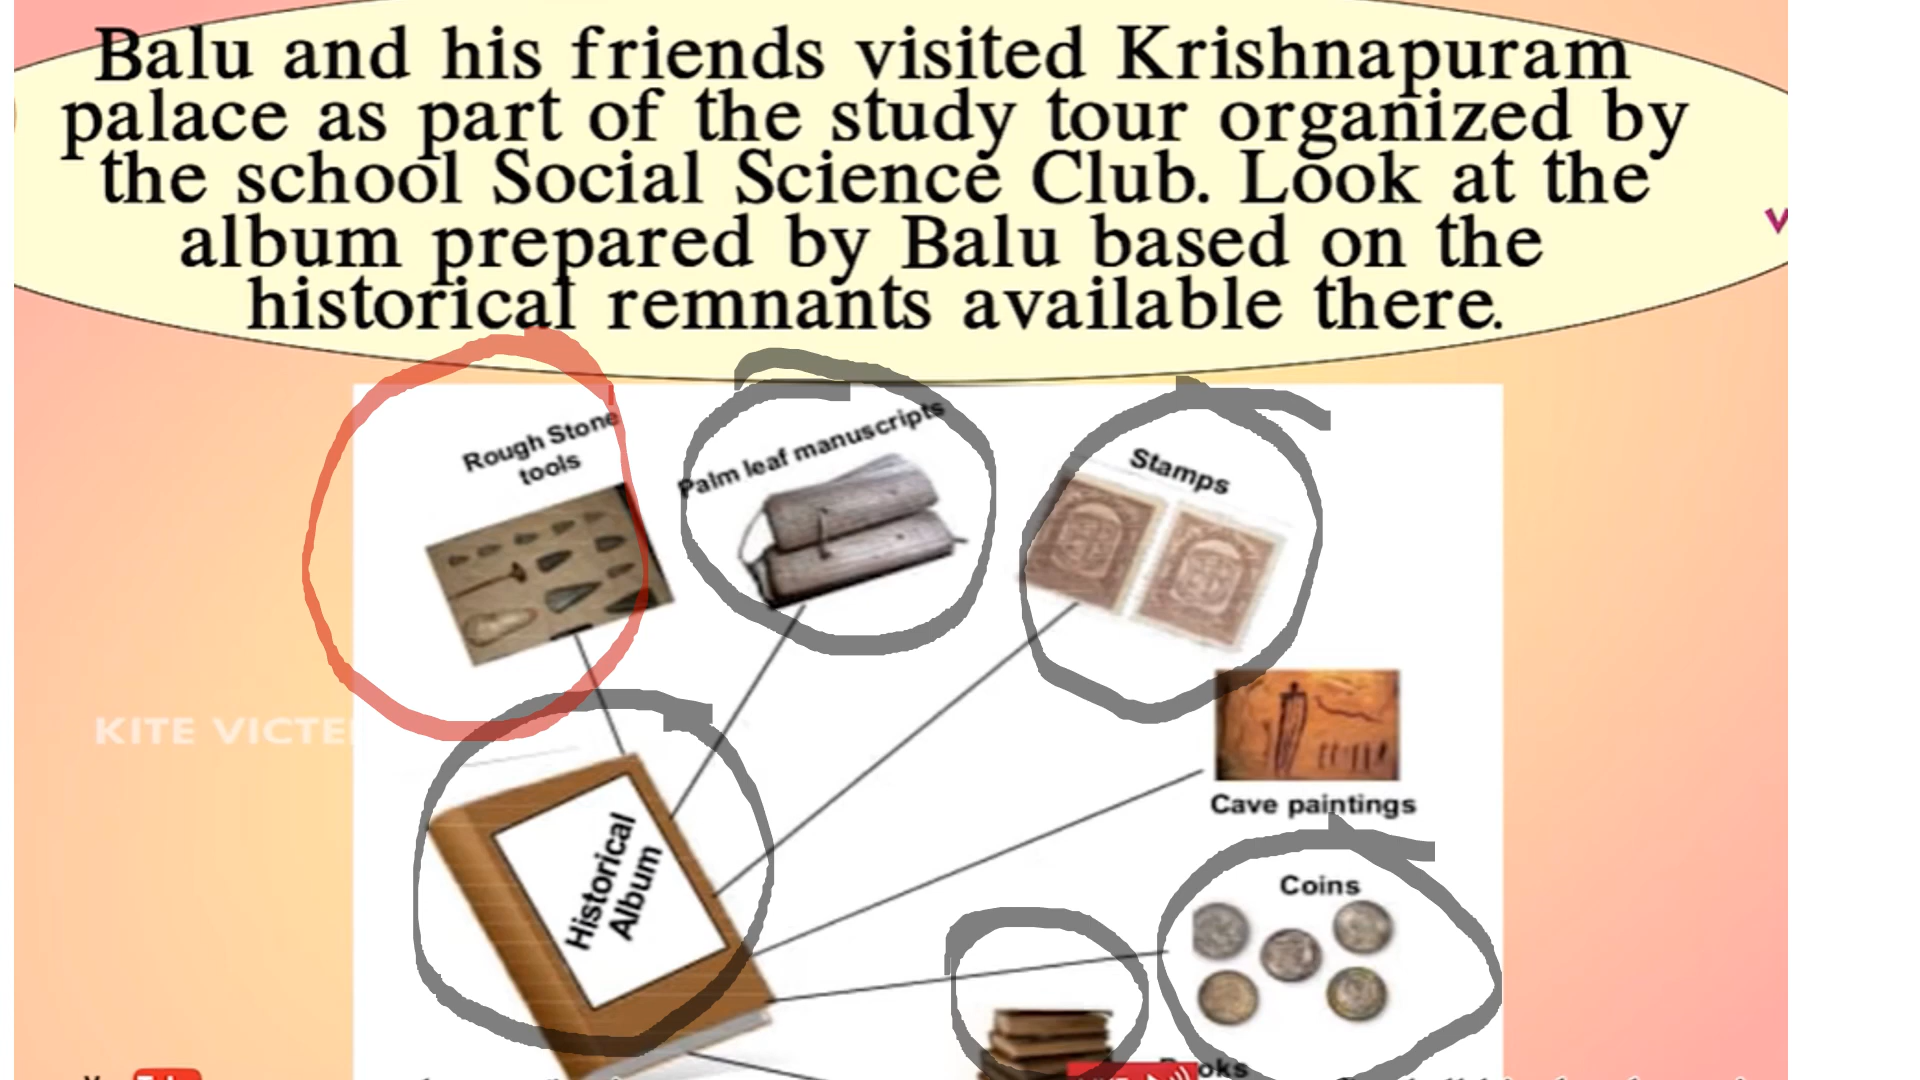 Balu and his friends visited Krishnapuram
palace as part of the study tour organized by
the school Social Science Club. Look at the
album prepared by Balu based on the
historical remnants available there.
Rough Stone
tools
Palm leaf manuscripts
Stamps
KITE VICTE
Cave paintings
Historical
Album
Coins